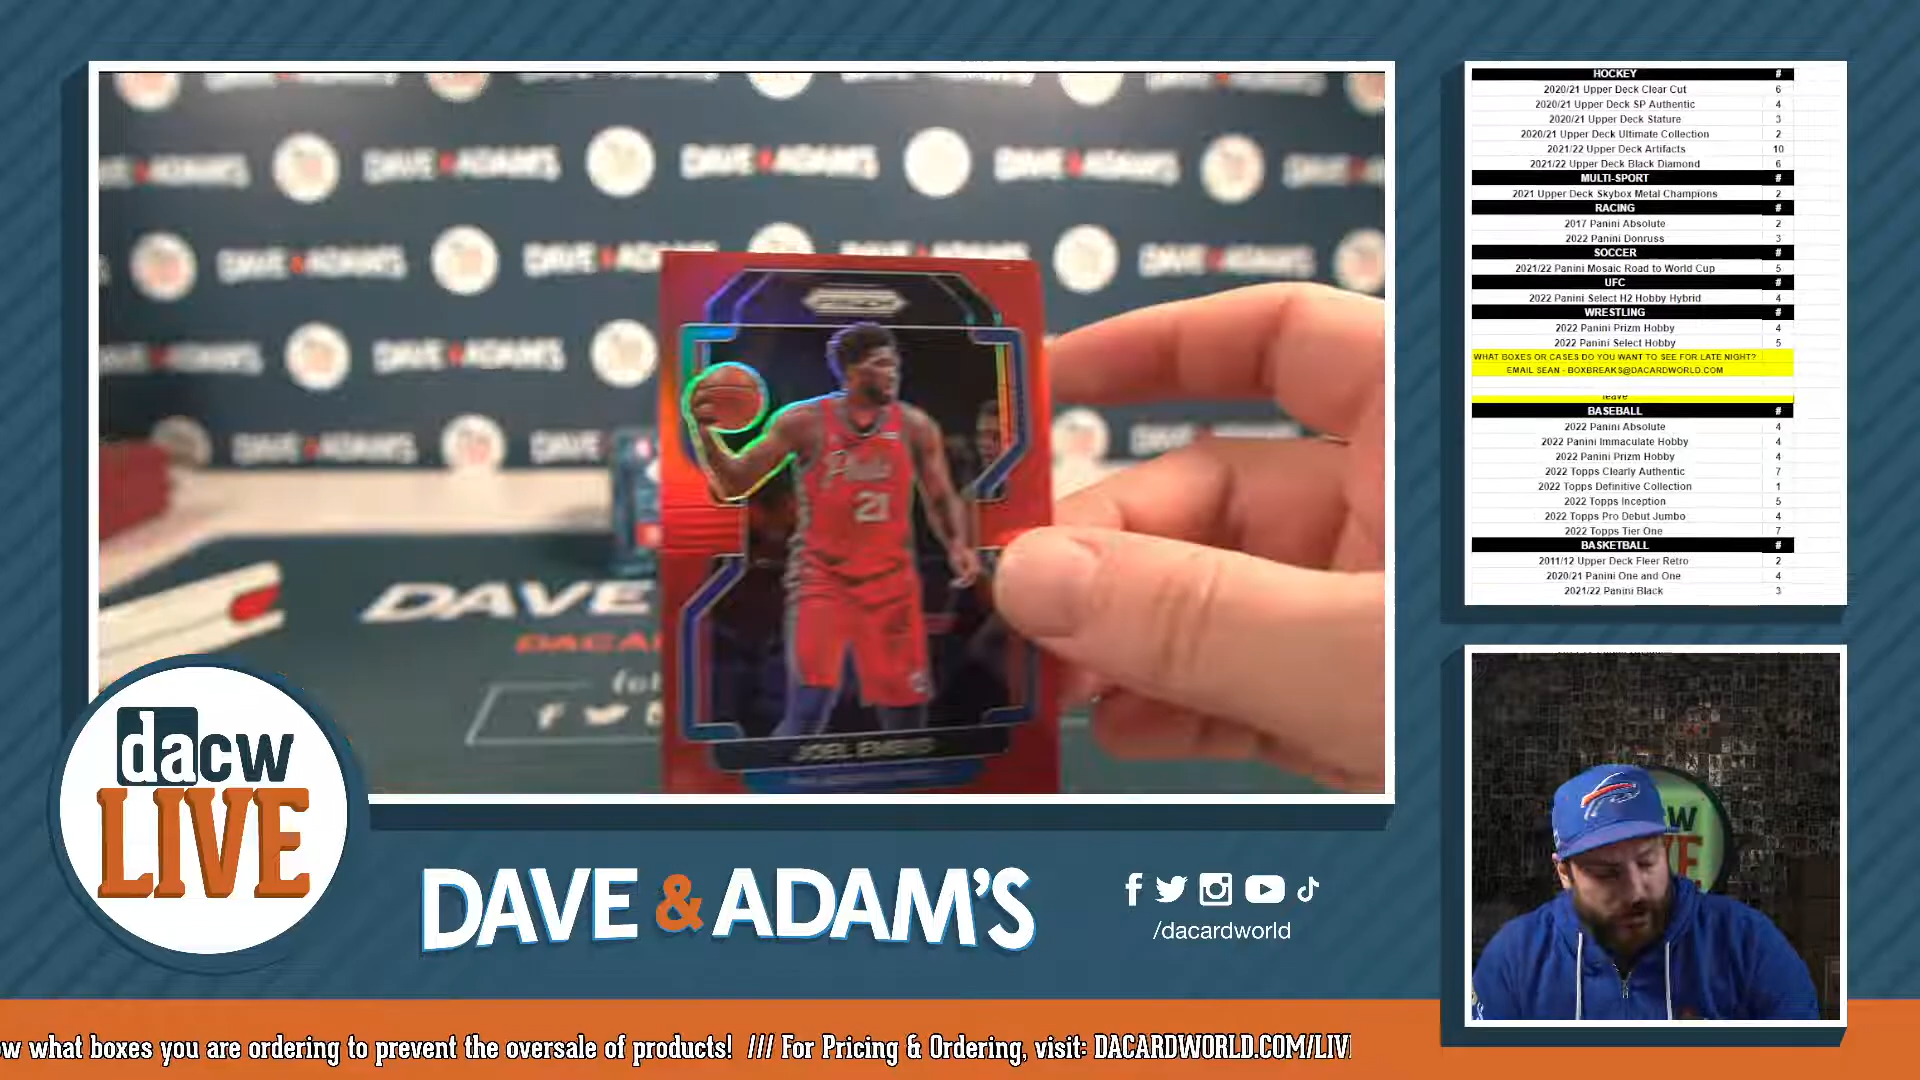 DAVE & ADAM'S
PRIZM
Phila
21
JOEL EMBIID
DAVE
DACA
HOCKEY #
2020/21 Upper Deck Clear Cut 6
2020/21 Upper Deck SP Authentic 4
2020/21 Upper Deck Stature 3
2020/21 Upper Deck Ultimate Collection 2
2021/22 Upper Deck Artifacts 10
2021/22 Upper Deck Black Diamond 6
MULTI-SPORT #
2021 Upper Deck Skybox Metal Champions 2
RACING #
2017 Panini Absolute 2
2022 Panini Donruss 3
SOCCER #
2021/22 Panini Mosaic Road to World Cup 5
UFC #
2022 Panini Select H2 Hobby Hybrid 4
WRESTLING #
2022 Panini Prizm Hobby 4
2022 Panini Select Hobby 5
WHAT BOXES OR CASES DO YOU WANT TO SEE FOR LATE NIGHT?
EMAIL SEAN - BOXBREAKS@DACARDWORLD.COM
leave
BASEBALL #
2022 Panini Absolute 4
2022 Panini Immaculate Hobby 4
2022 Panini Prizm Hobby 4
2022 Topps Clearly Authentic 7
2022 Topps Definitive Collection 1
2022 Topps Inception 5
2022 Topps Pro Debut Jumbo 4
2022 Topps Tier One 7
BASKETBALL #
2011/12 Upper Deck Fleer Retro 2
2020/21 Panini One and One 4
2021/22 Panini Black 3
dacw
LIVE
DAVE & ADAM'S
/dacardworld
ow what boxes you are ordering to prevent the oversale of products! /// For Pricing & Ordering, visit: DACARDWORLD.COM/LIV